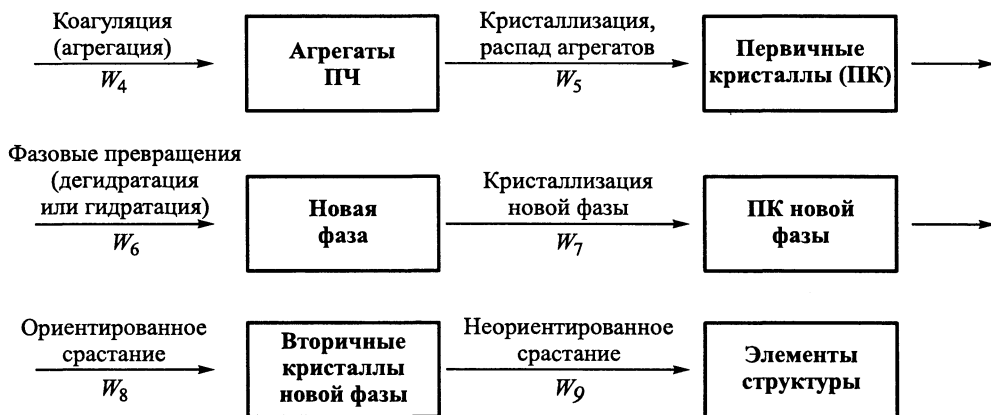 Коагуляция
(агрегация)
W4
Агрегаты
ПЧ
Кристаллизация,
распад агрегатов
W5
Первичные
кристаллы (ПК)
Фазовые превращения
(дегидратация
или гидратация)
W6
Новая
фаза
Кристаллизация
новой фазы
W7
ПК новой
фазы
Ориентированное
срастание
W8
Вторичные
кристаллы
новой фазы
Неориентированное
срастание
W9
Элементы
структуры